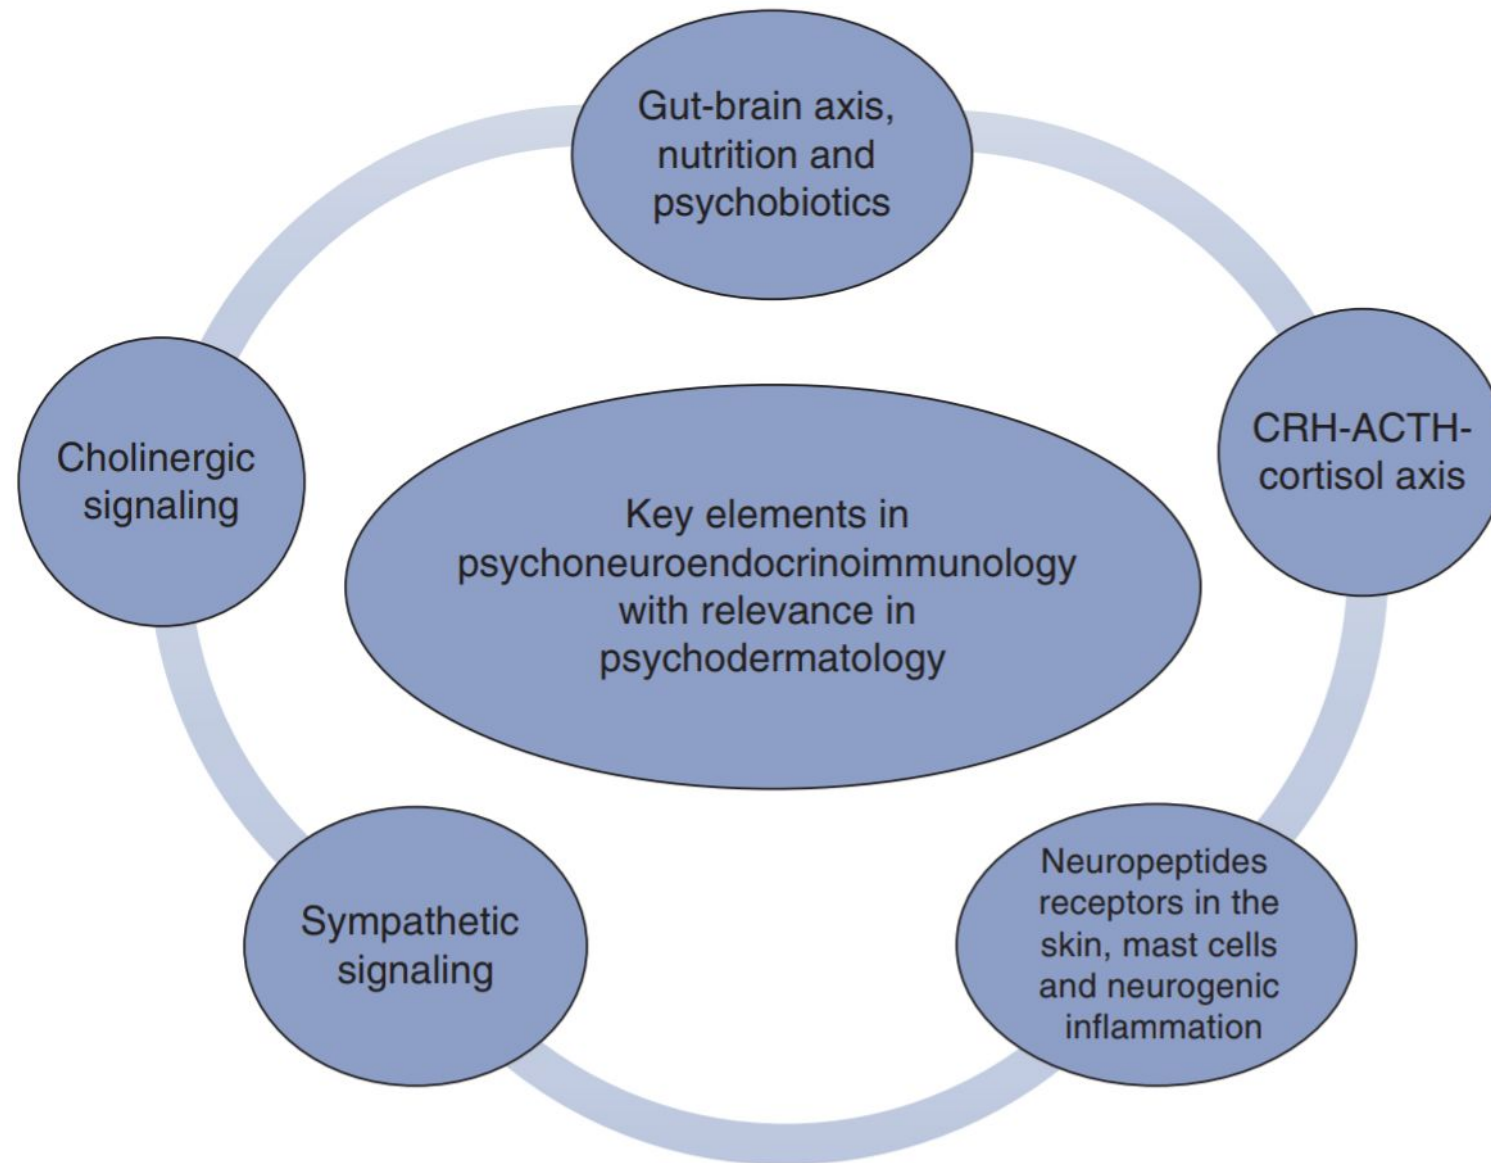 Gut-brain axis,
nutrition and
psychobiotics
CRH-ACTH-
cortisol axis
Neuropeptides
receptors in the
skin, mast cells
and neurogenic
inflammation
Sympathetic
signaling
Cholinergic
signaling
Key elements in
psychoneuroendocrinoimmunology
with relevance in
psychodermatology